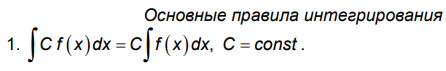 Основные правила интегрирования
1. ∫C f(x)dx = C∫f(x)dx, C = const .